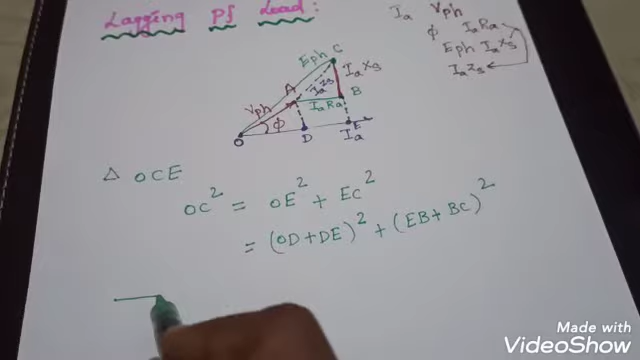 Lagging Pf Load :
Ia Vph
ϕ IaRa
Eph IaXs
IaZs
Eph C
IaXs
A IaZs
Vph IaRa B
O ϕ D E
Ia
△ OCE
OC² = OE² + EC²
= (OD+DE)² + (EB+BC)²
Made with
VideoShow